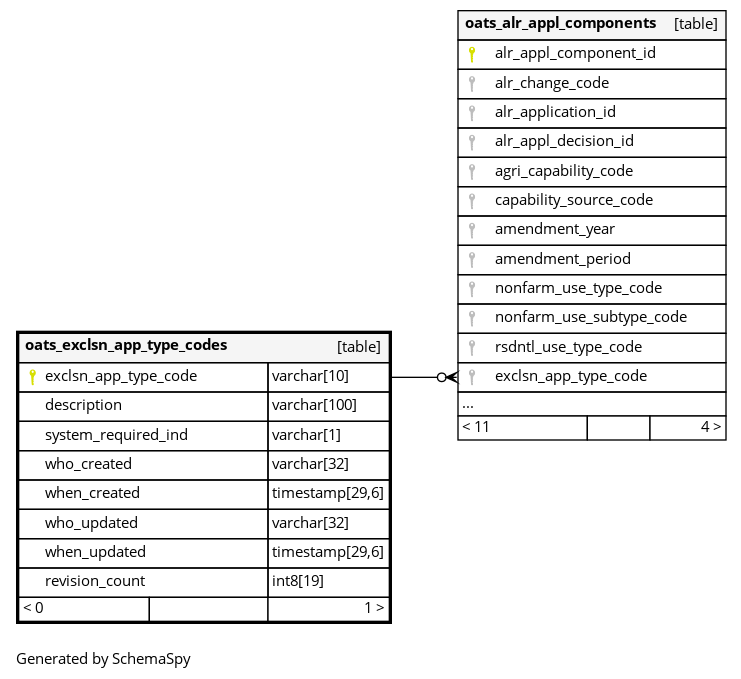 oats_alr_appl_components [table]
alr_appl_component_id
alr_change_code
alr_application_id
alr_appl_decision_id
agri_capability_code
capability_source_code
amendment_year
amendment_period
nonfarm_use_type_code
nonfarm_use_subtype_code
rsdntl_use_type_code
exclsn_app_type_code
...
< 11 4 >
oats_exclsn_app_type_codes [table]
exclsn_app_type_code varchar[10]
description varchar[100]
system_required_ind varchar[1]
who_created varchar[32]
when_created timestamp[29,6]
who_updated varchar[32]
when_updated timestamp[29,6]
revision_count int8[19]
< 0 1 >
Generated by SchemaSpy